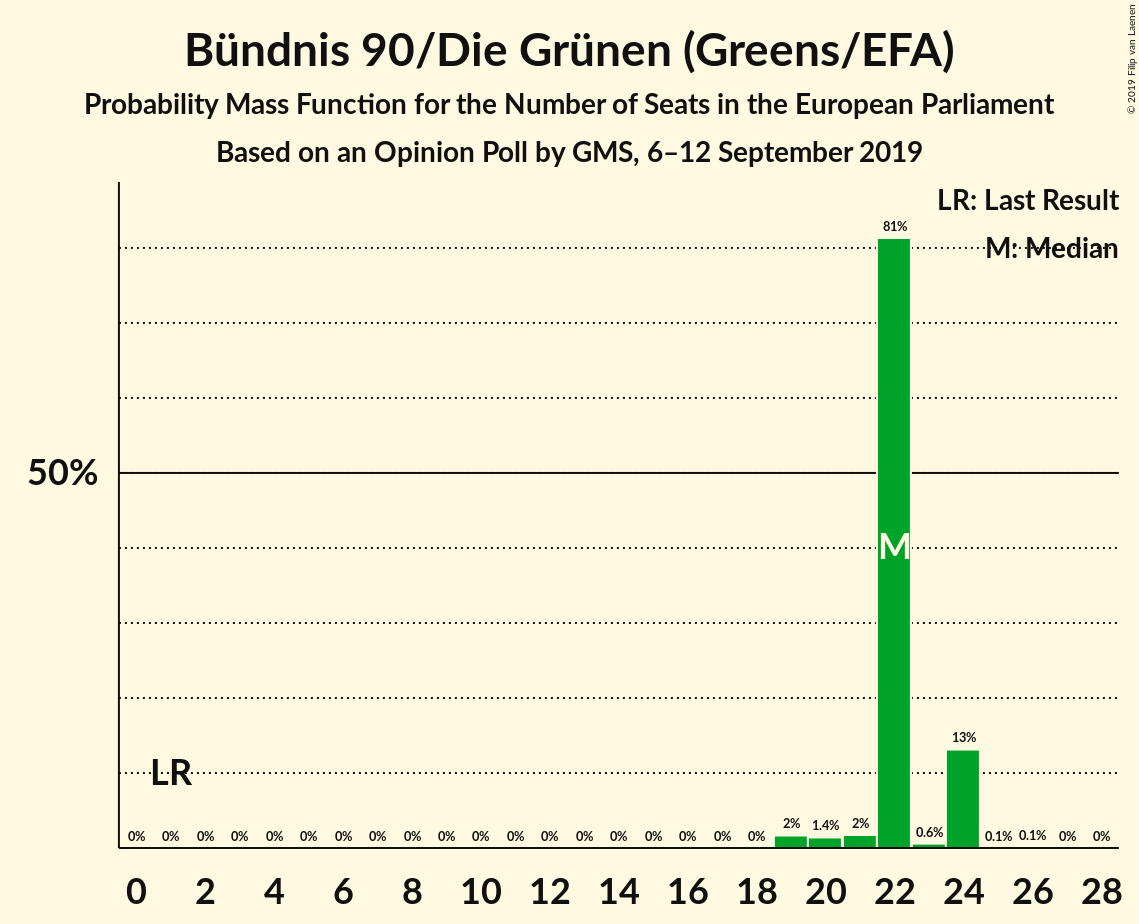 Bündnis 90/Die Grünen (Greens/EFA)
Probability Mass Function for the Number of Seats in the European Parliament
Based on an Opinion Poll by GMS, 6–12 September 2019
© 2019 Filip van Laenen
LR: Last Result
M: Median
81%
50%
M
13%
LR
0% 0% 0% 0% 0% 0% 0% 0% 0% 0% 0% 0% 0% 0% 0% 0% 0% 0% 0% 2% 1.4% 2% 0.6% 0.1% 0.1% 0% 0%
0 2 4 6 8 10 12 14 16 18 20 22 24 26 28